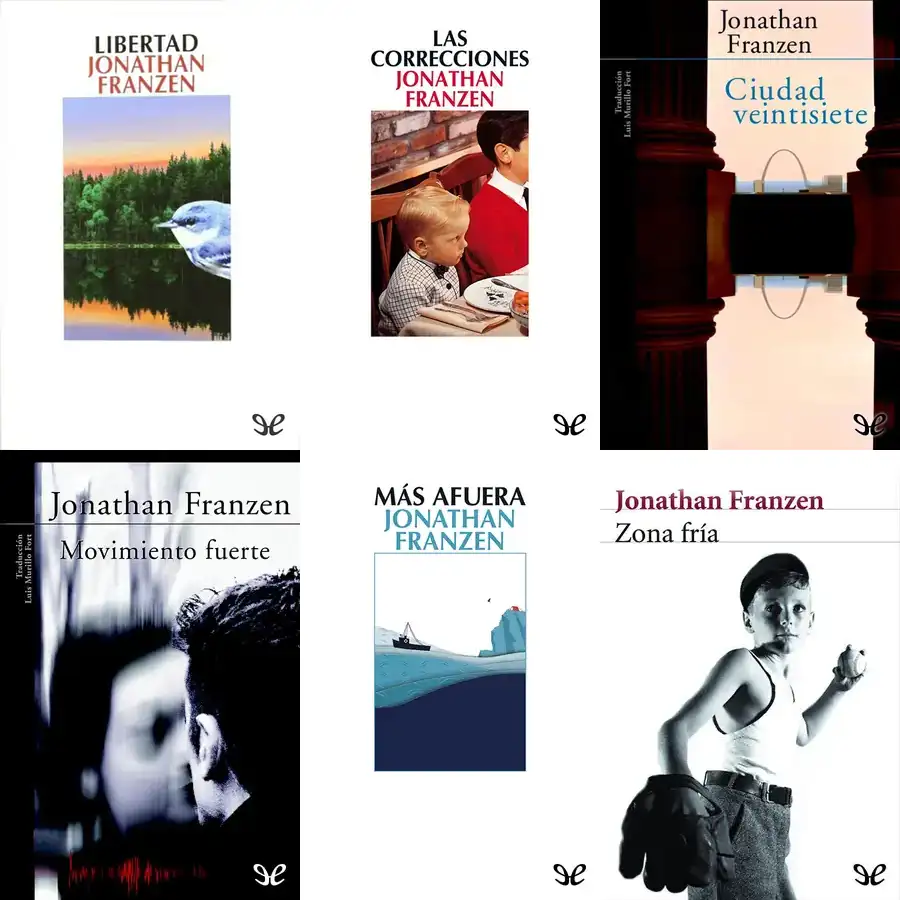 LIBERTAD
JONATHAN
FRANZEN
LAS
CORRECCIONES
JONATHAN
FRANZEN
Jonathan
Franzen
Ciudad
veintisiete
Traducción
Luis Murillo Fort
Jonathan Franzen
Movimiento fuerte
Traducción
Luis Murillo Fort
MÁS AFUERA
JONATHAN
FRANZEN
Jonathan Franzen
Zona fría